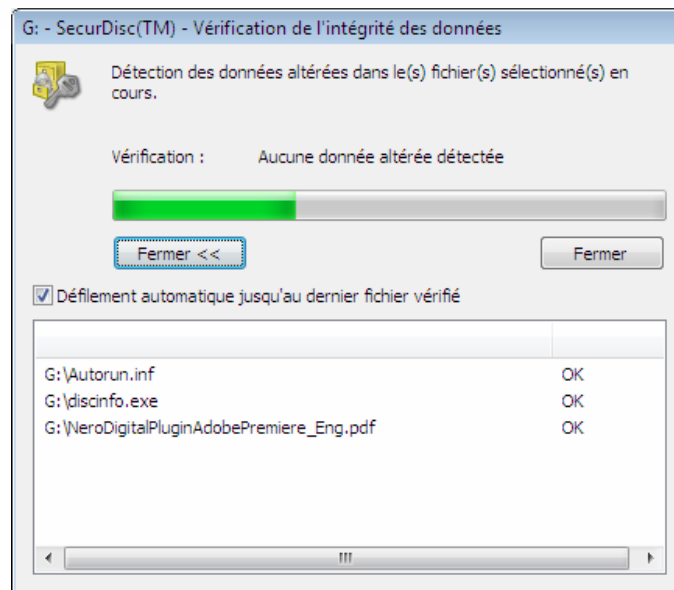 G: - SecurDisc(TM) - Vérification de l'intégrité des données
Détection des données altérées dans le(s) fichier(s) sélectionné(s) en
cours.
Vérification : Aucune donnée altérée détectée
Fermer << Fermer
Défilement automatique jusqu'au dernier fichier vérifié
G:\Autorun.inf OK
G:\discinfo.exe OK
G:\NeroDigitalPluginAdobePremiere_Eng.pdf OK